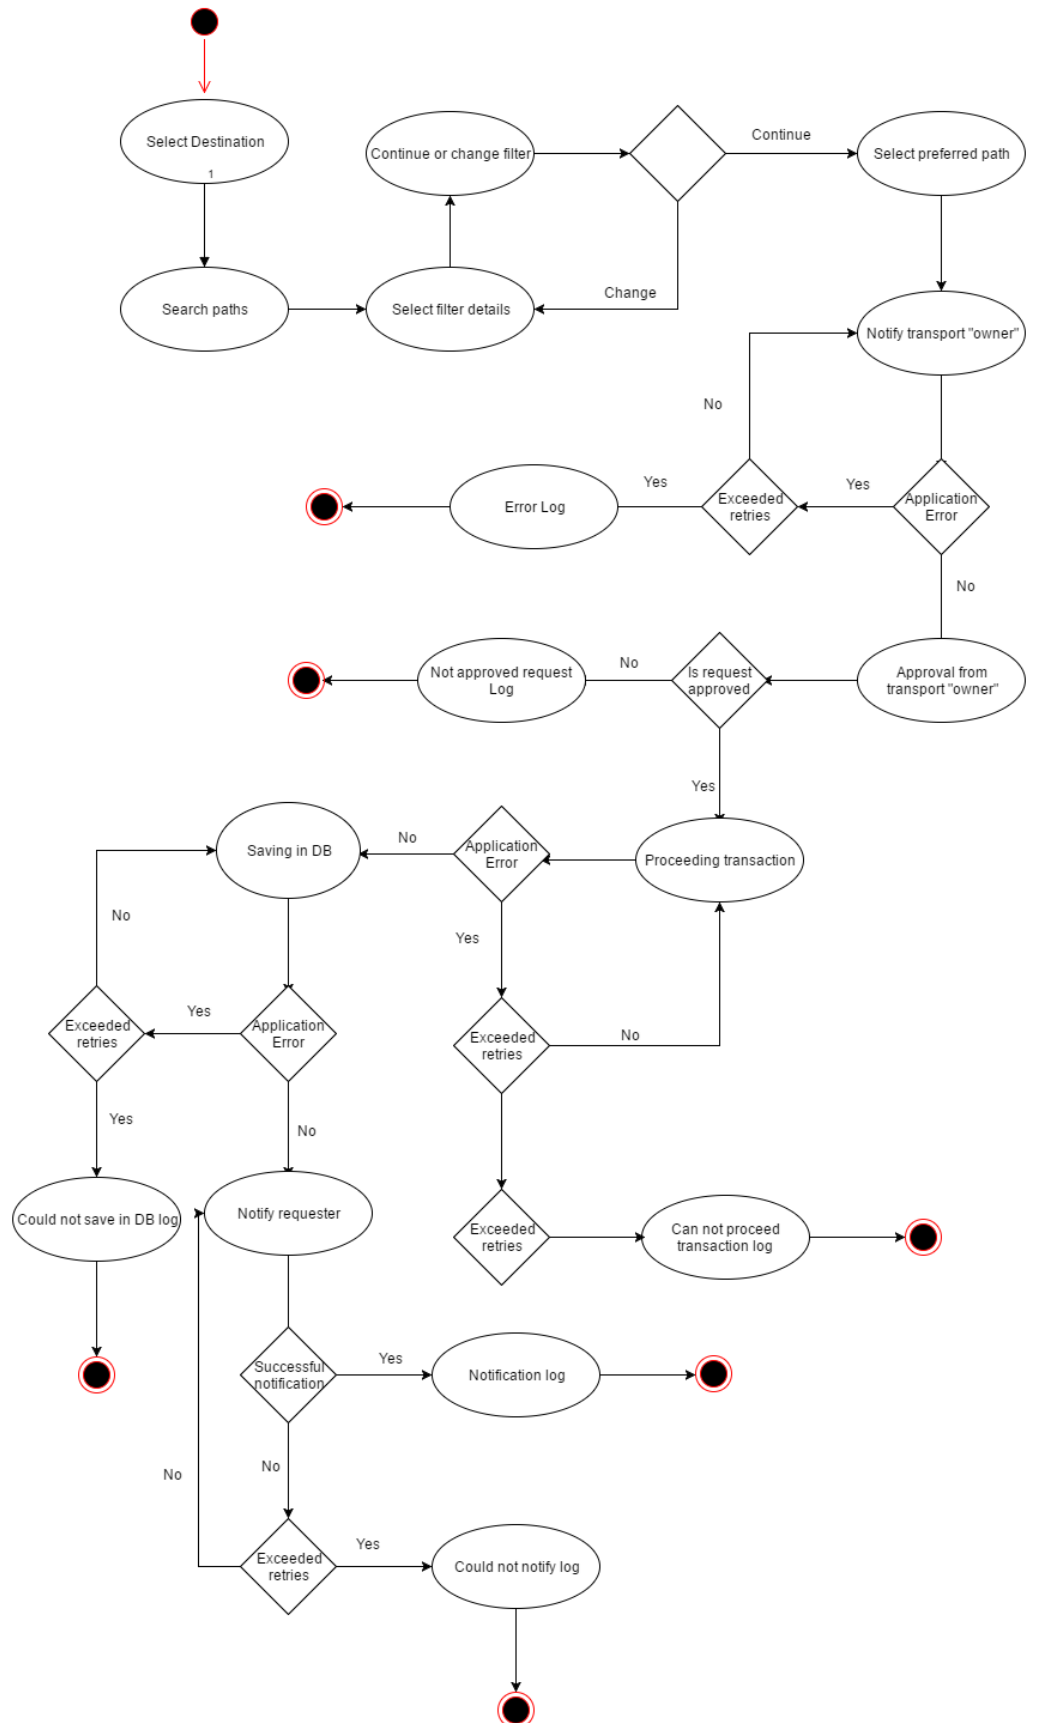 Select Destination
1
Continue or change filter
Continue
Select preferred path
Search paths
Select filter details
Change
Notify transport "owner"
No
Error Log
Yes
Exceeded
retries
Yes
Application
Error
No
Not approved request
Log
No
Is request
approved
Approval from
transport "owner"
Yes
Saving in DB
No
Application
Error
Proceeding transaction
No
Yes
Exceeded
retries
Yes
Application
Error
Exceeded
retries
No
Yes
No
Could not save in DB log
Notify requester
Exceeded
retries
Can not proceed
transaction log
Successful
notification
Yes
Notification log
No
No
Exceeded
retries
Yes
Could not notify log